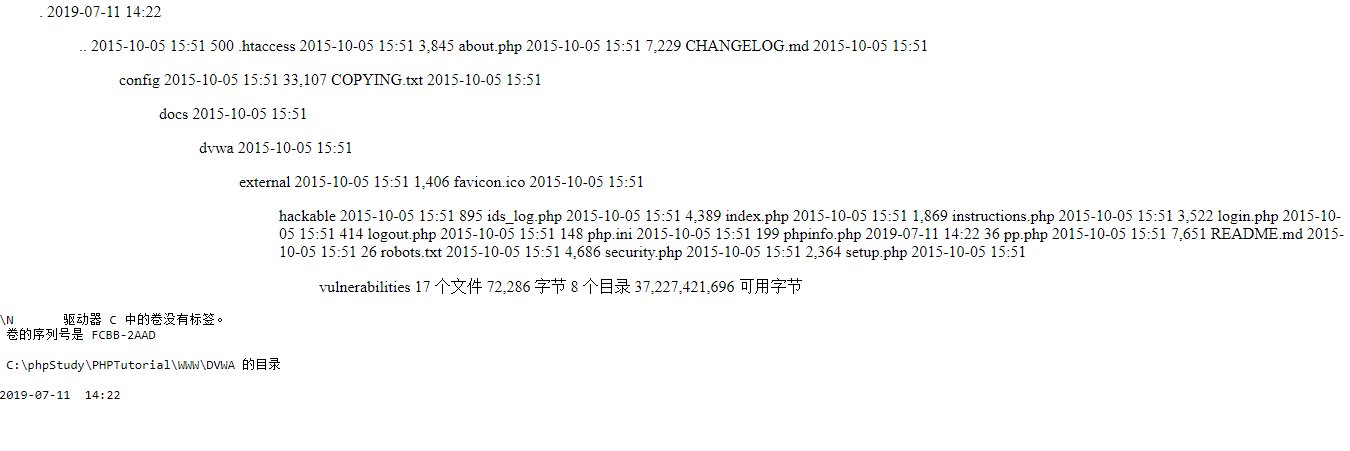 . 2019-07-11 14:22
.. 2015-10-05 15:51 500 .htaccess 2015-10-05 15:51 3,845 about.php 2015-10-05 15:51 7,229 CHANGELOG.md 2015-10-05 15:51
config 2015-10-05 15:51 33,107 COPYING.txt 2015-10-05 15:51
docs 2015-10-05 15:51
dvwa 2015-10-05 15:51
external 2015-10-05 15:51 1,406 favicon.ico 2015-10-05 15:51
hackable 2015-10-05 15:51 895 ids_log.php 2015-10-05 15:51 4,389 index.php 2015-10-05 15:51 1,869 instructions.php 2015-10-05 15:51 3,522 login.php 2015-10-
05 15:51 414 logout.php 2015-10-05 15:51 148 php.ini 2015-10-05 15:51 199 phpinfo.php 2019-07-11 14:22 36 pp.php 2015-10-05 15:51 7,651 README.md 2015-
10-05 15:51 26 robots.txt 2015-10-05 15:51 4,686 security.php 2015-10-05 15:51 2,364 setup.php 2015-10-05 15:51
vulnerabilities 17 个文件 72,286 字节 8 个目录 37,227,421,696 可用字节
\N 驱动器 C 中的卷没有标签。
卷的序列号是 FCBB-2AAD
C:\phpStudy\PHPTutorial\WWW\DVWA 的目录
2019-07-11 14:22